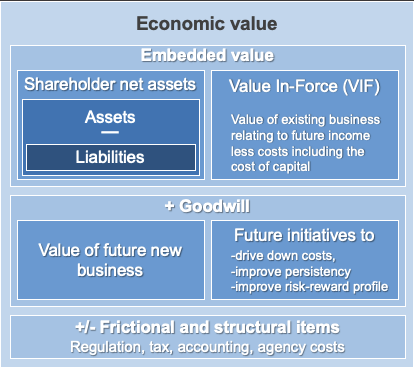 Economic value
Embedded value
Shareholder net assets
Assets
—
Liabilities
Value In-Force (VIF)
Value of existing business
relating to future income
less costs including the
cost of capital
+ Goodwill
Value of future new
business
Future initiatives to
-drive down costs,
-improve persistency
-improve risk-reward profile
+/- Frictional and structural items
Regulation, tax, accounting, agency costs